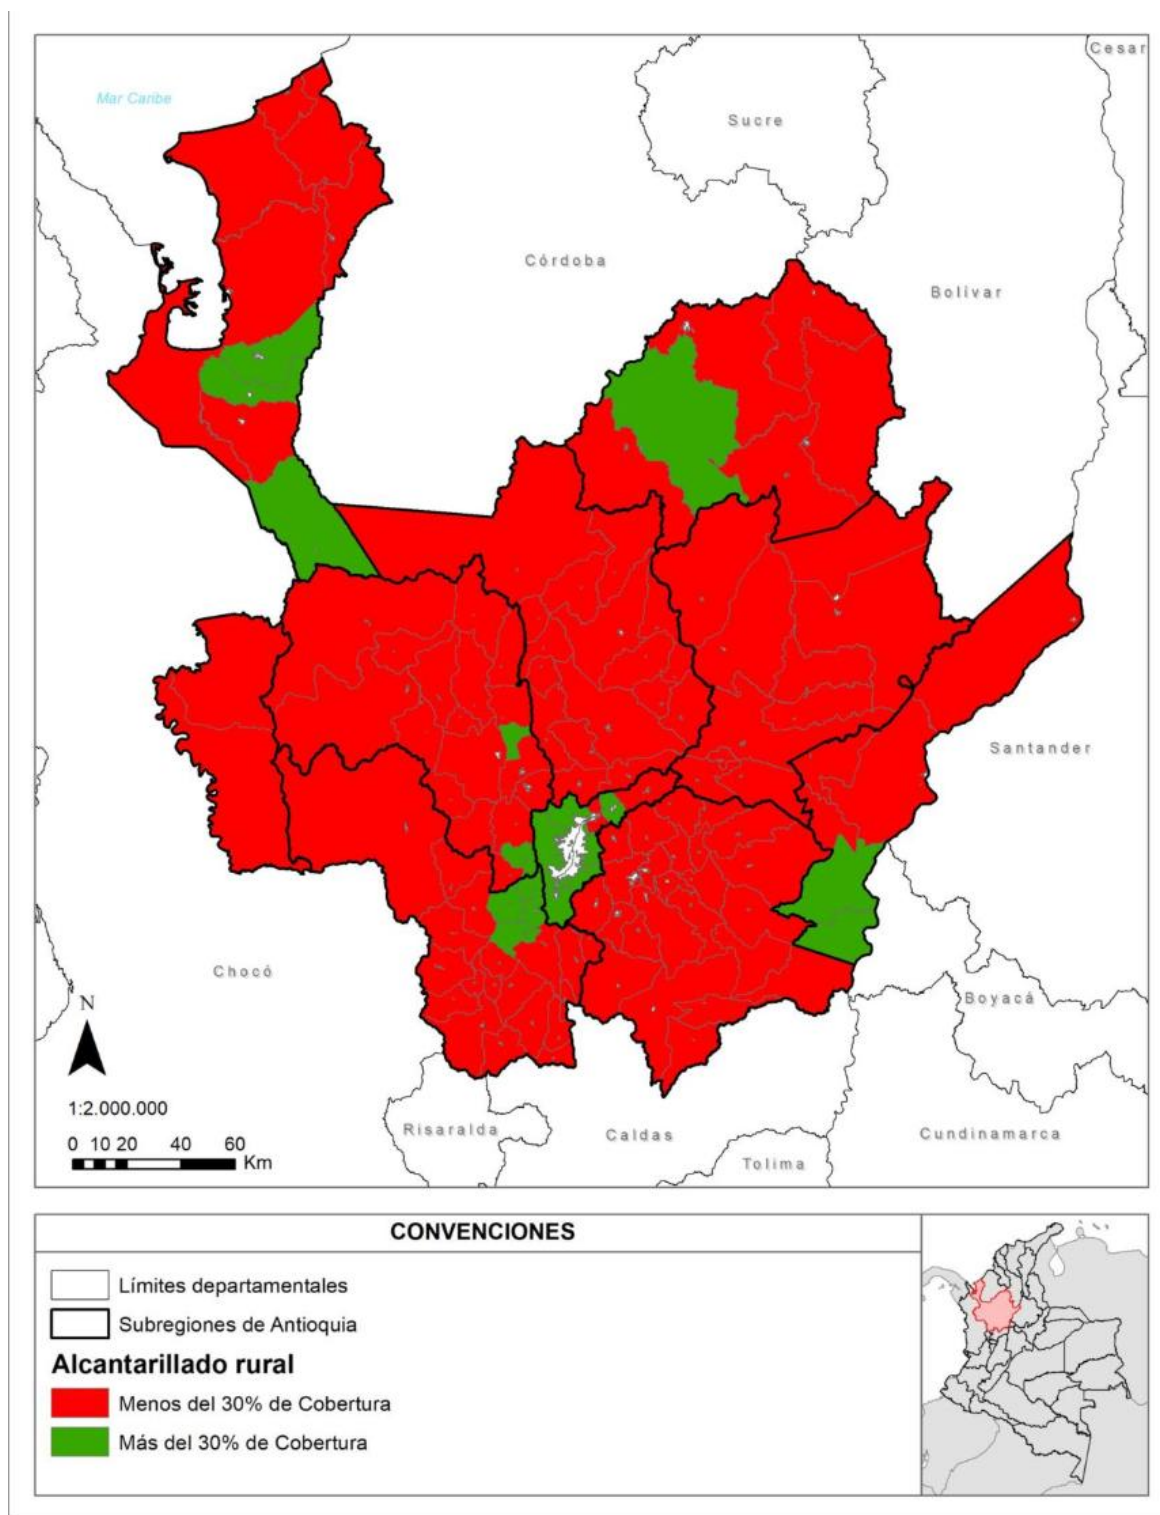 Cesar
Mar Caribe
Sucre
Córdoba
Bolívar
Santander
Chocó
N
Boyacá
1:2.000.000
Risaralda
Caldas
Cundinamarca
0 10 20 40 60
Km
Tolima
CONVENCIONES
Límites departamentales
Subregiones de Antioquia
Alcantarillado rural
Menos del 30% de Cobertura
Más del 30% de Cobertura